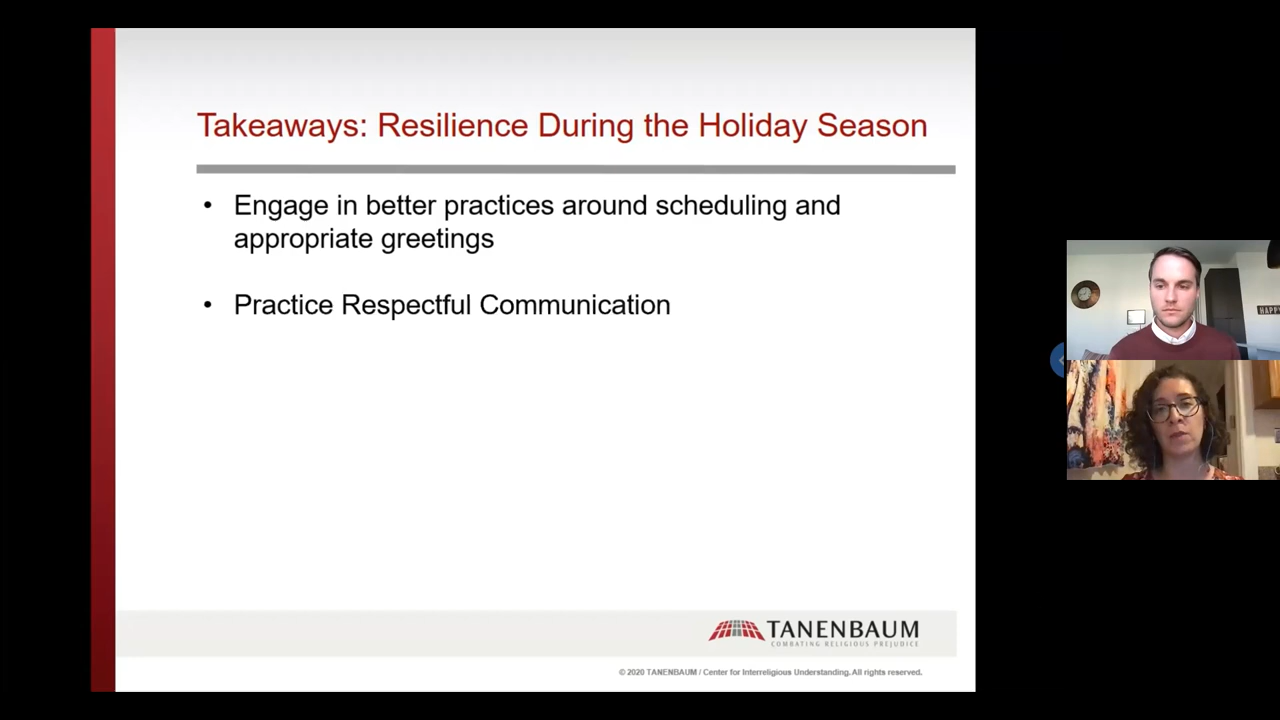 Takeaways: Resilience During the Holiday Season
• Engage in better practices around scheduling and
appropriate greetings
• Practice Respectful Communication
TANENBAUM
COMBATING RELIGIOUS PREJUDICE
© 2020 TANENBAUM / Center for Interreligious Understanding. All rights reserved.
HAPPY